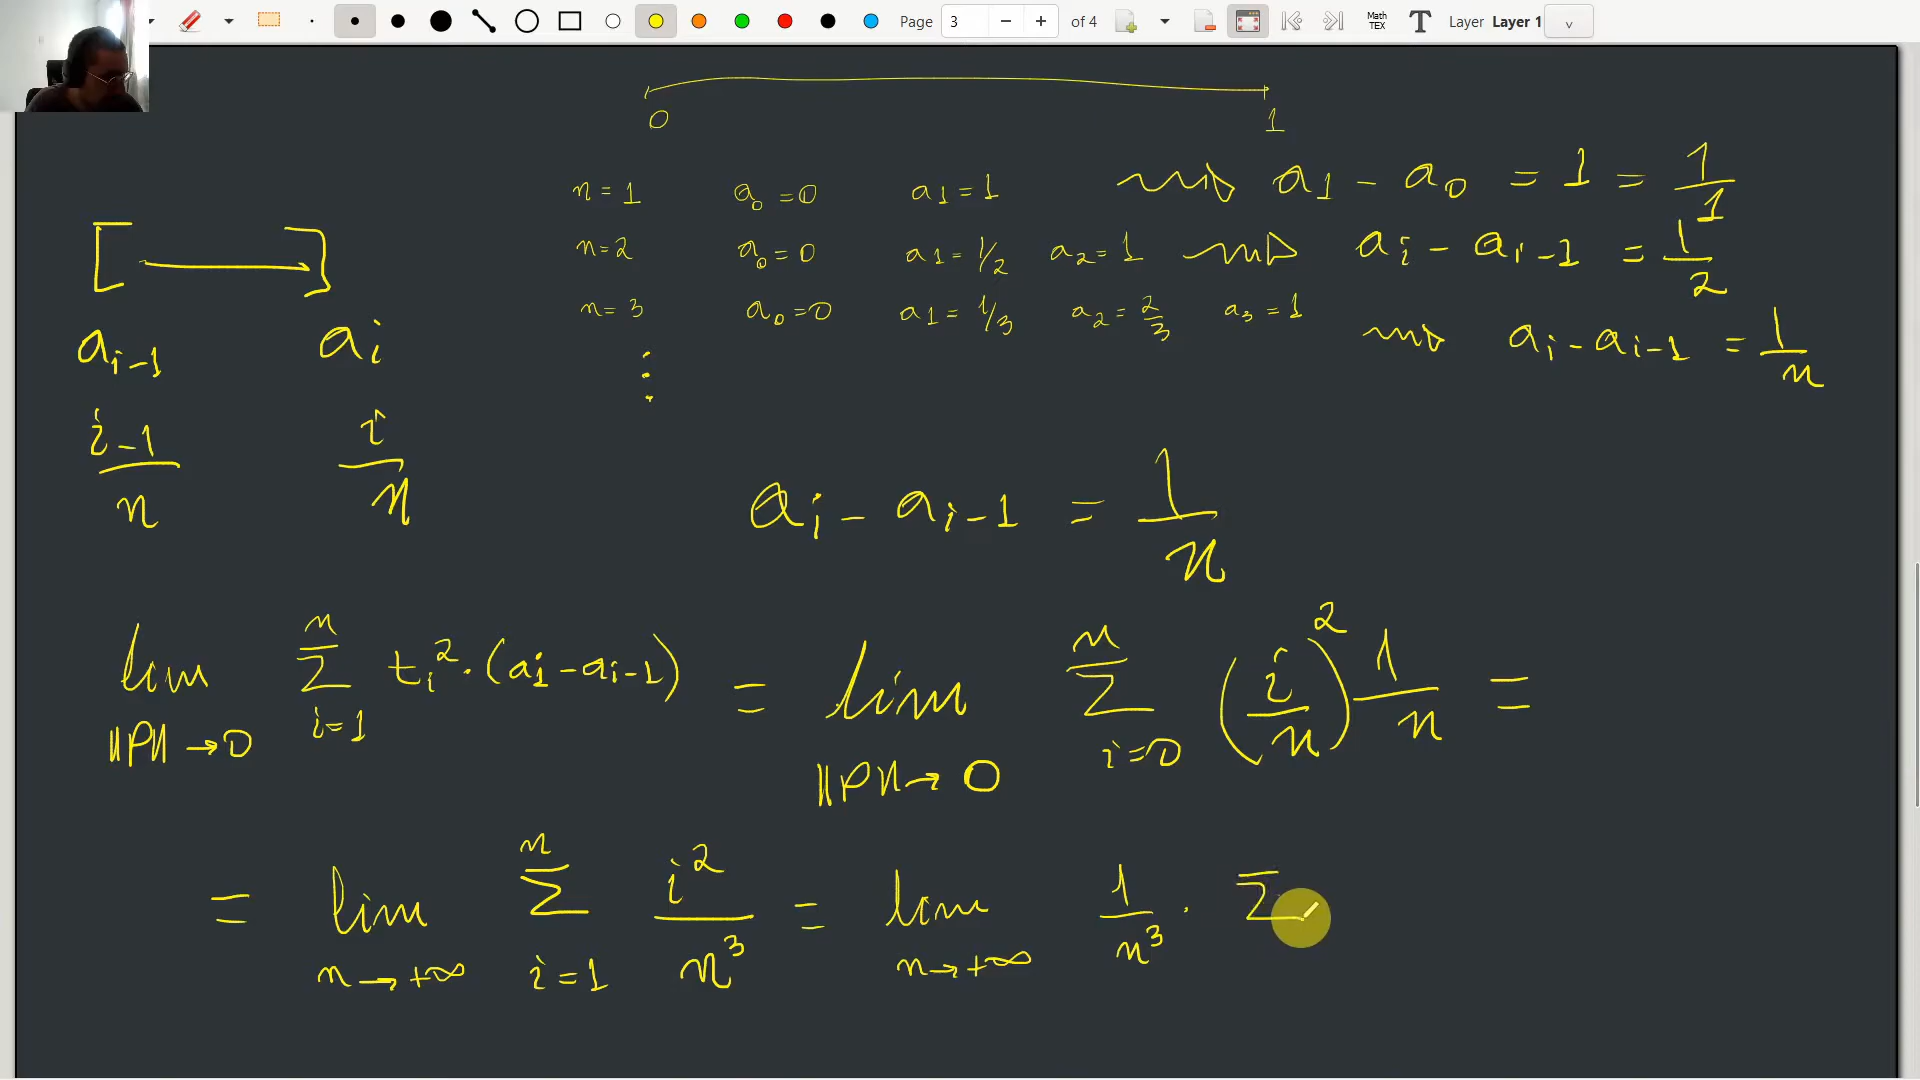 Page 3 of 4 Math TEX T Layer Layer 1
0 1
n = 1 a₀ = 0 a₁ = 1 ⇝ a₁ - a₀ = 1 = 1/1
n = 2 a₀ = 0 a₁ = 1/2 a₂ = 1 ⇝ aᵢ - aᵢ₋₁ = 1/2
n = 3 a₀ = 0 a₁ = 1/3 a₂ = 2/3 a₃ = 1 ⇝ aᵢ - aᵢ₋₁ = 1/n
⋮
[ → ]
aᵢ₋₁ aᵢ
(i-1)/n i/n
aᵢ - aᵢ₋₁ = 1/n
lim ‖P‖→0 Σ i=1 n tᵢ² · (aᵢ - aᵢ₋₁) = lim ‖P‖→0 Σ i=0 n (i/n)² 1/n =
= lim n→+∞ Σ i=1 n i²/n³ = lim n→+∞ 1/n³ · Σ